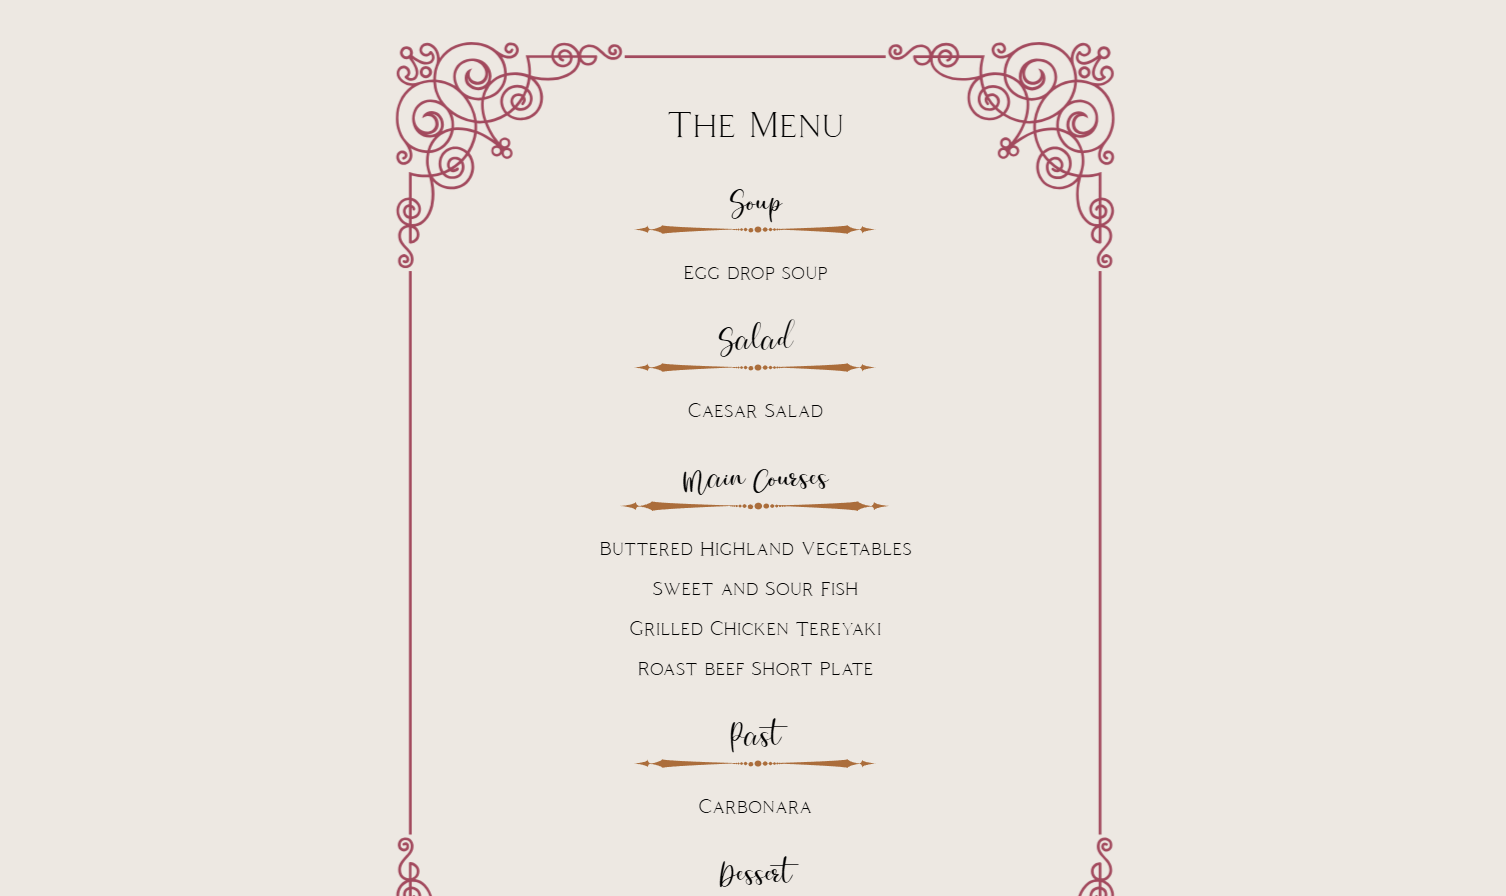 The Menu
Soup
Egg drop soup
Salad
Caesar Salad
Main Courses
Buttered Highland Vegetables
Sweet and Sour Fish
Grilled Chicken Tereyaki
Roast beef Short Plate
Past
Carbonara
Dessert